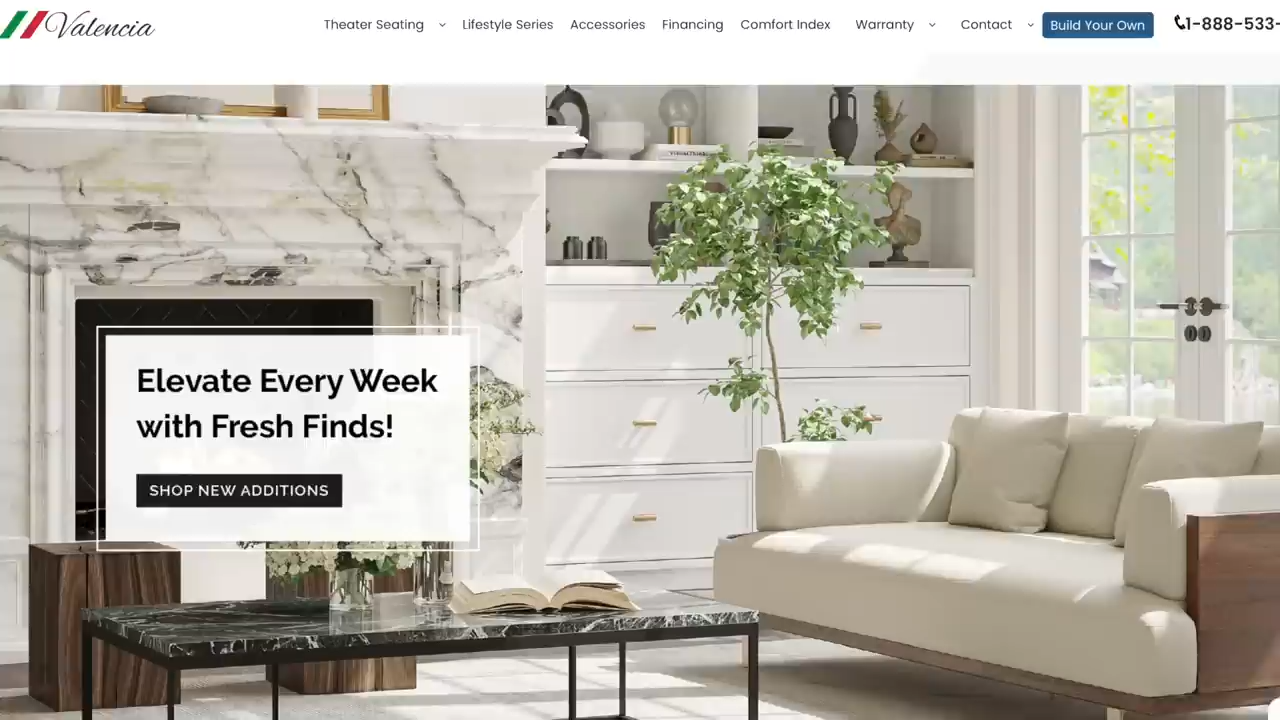 Valencia
Theater Seating
Lifestyle Series
Accessories
Financing
Comfort Index
Warranty
Contact
Build Your Own
1-888-533-
Elevate Every Week
with Fresh Finds!
SHOP NEW ADDITIONS